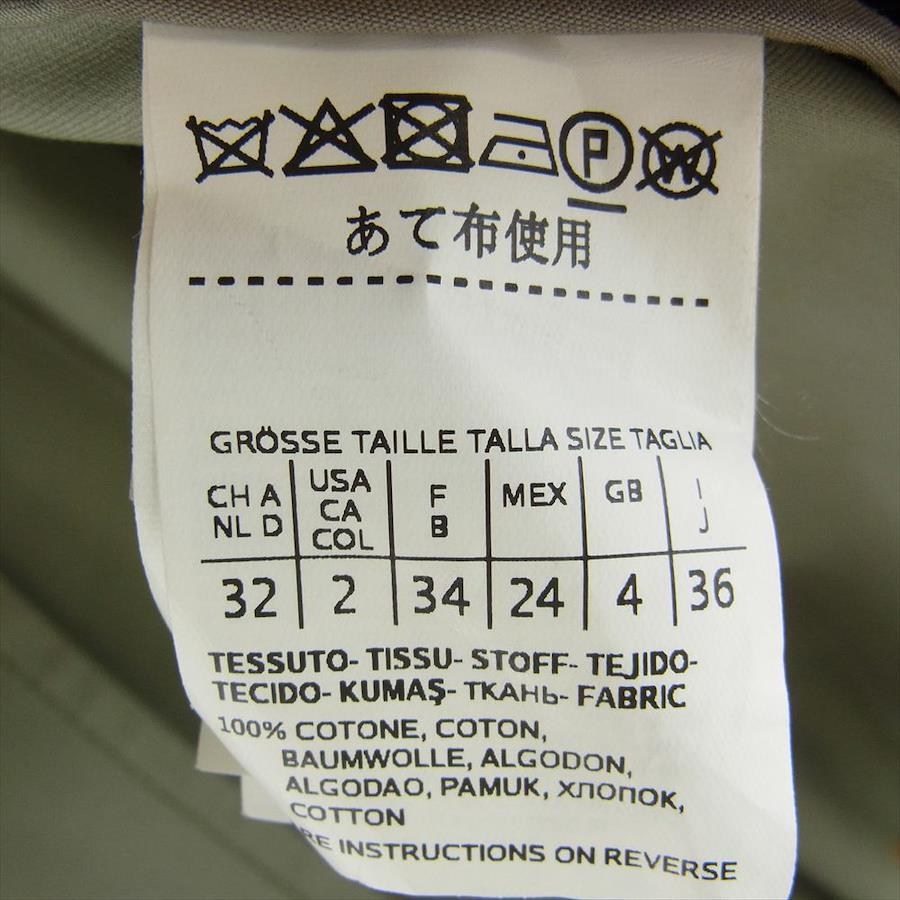 P W
あて布使用
GRÖSSE TAILLE TALLA SIZE TAGLIA
CH A USA F MEX GB I
NL D CA B J
COL
32 2 34 24 4 36
TESSUTO- TISSU- STOFF- TEJIDO-
TECIDO- KUMAŞ- ТКАНЬ- FABRIC
100% COTONE, COTON,
BAUMWOLLE, ALGODON,
ALGODAO, PAMUK, ХЛОПОК,
COTTON
RE INSTRUCTIONS ON REVERSE